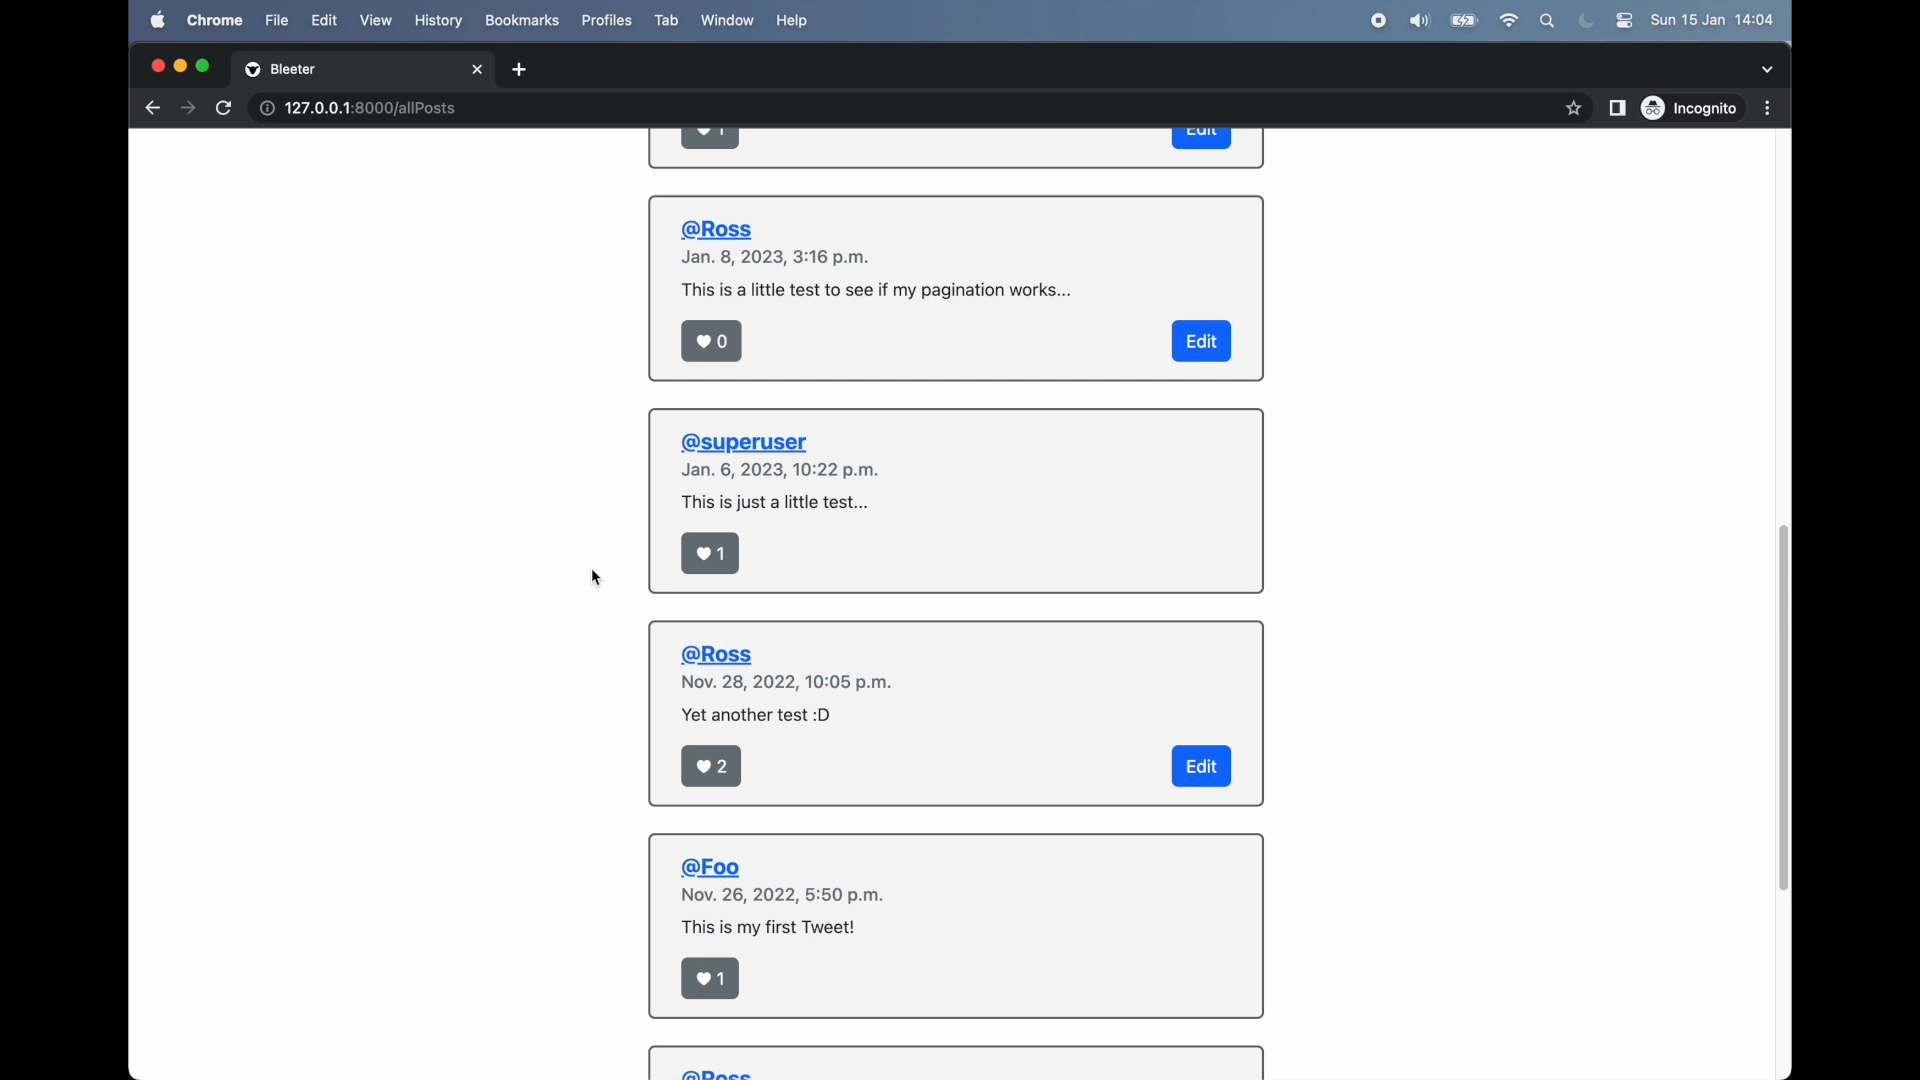 Chrome File Edit View History Bookmarks Profiles Tab Window Help Sun 15 Jan 14:04
Bleeter
127.0.0.1:8000/allPosts Incognito
1 Edit
@Ross
Jan. 8, 2023, 3:16 p.m.
This is a little test to see if my pagination works...
0 Edit
@superuser
Jan. 6, 2023, 10:22 p.m.
This is just a little test...
1
@Ross
Nov. 28, 2022, 10:05 p.m.
Yet another test :D
2 Edit
@Foo
Nov. 26, 2022, 5:50 p.m.
This is my first Tweet!
1
@Ross